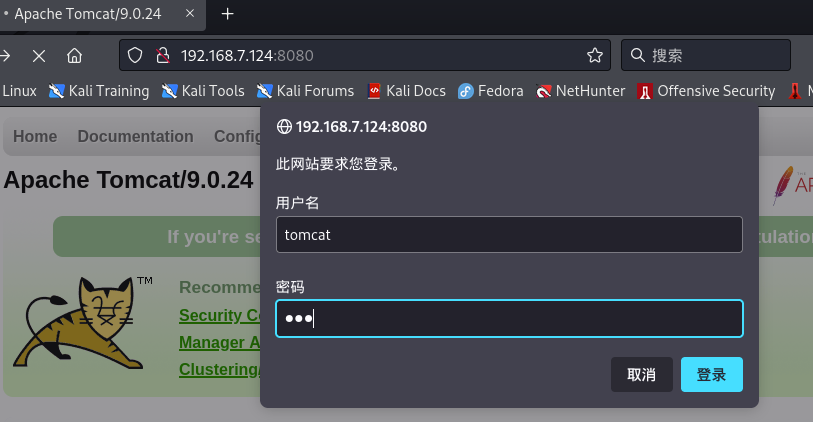 Apache Tomcat/9.0.24
192.168.7.124:8080
搜索
Linux Kali Training Kali Tools Kali Forums Kali Docs Fedora NetHunter Offensive Security M
Home Documentation Config
192.168.7.124:8080
此网站要求您登录。
用户名
tomcat
密码
●●●
取消 登录
Apache Tomcat/9.0.24
If you're se
TM
Recomme
Security Co
Manager A
Clustering/